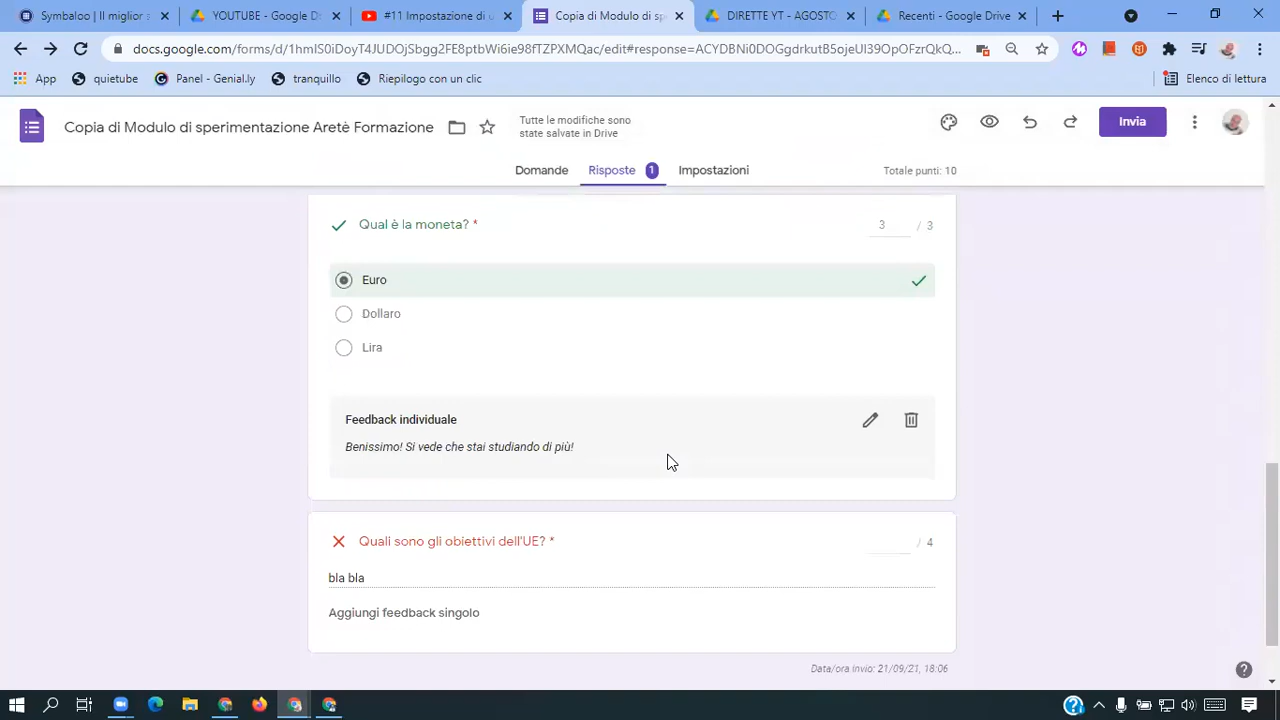 Symbaloo | Il miglior
YOUTUBE - Google D
#11 Impostazione di u
Copia di Modulo di spe
DIRETTE YT - AGOSTO
Recenti - Google Drive
docs.google.com/forms/d/1hmIS0iDoyT4JUDOjSbgg2FE8ptbWi6ie98fTZPXMQac/edit#response=ACYDBNi0DOGgdrkutB5ojeUI39OpOFzrQkQ...
App
quietube
Panel - Genial.ly
tranquillo
Riepilogo con un clic
Elenco di lettura
Copia di Modulo di sperimentazione Aretè Formazione
Tutte le modifiche sono
state salvate in Drive
Invia
Domande
Risposte 1
Impostazioni
Totale punti: 10
Qual è la moneta? *
3 / 3
Euro
Dollaro
Lira
Feedback individuale
Benissimo! Si vede che stai studiando di più!
Quali sono gli obiettivi dell'UE? *
/ 4
bla bla
Aggiungi feedback singolo
Data/ora invio: 21/09/21, 18:06